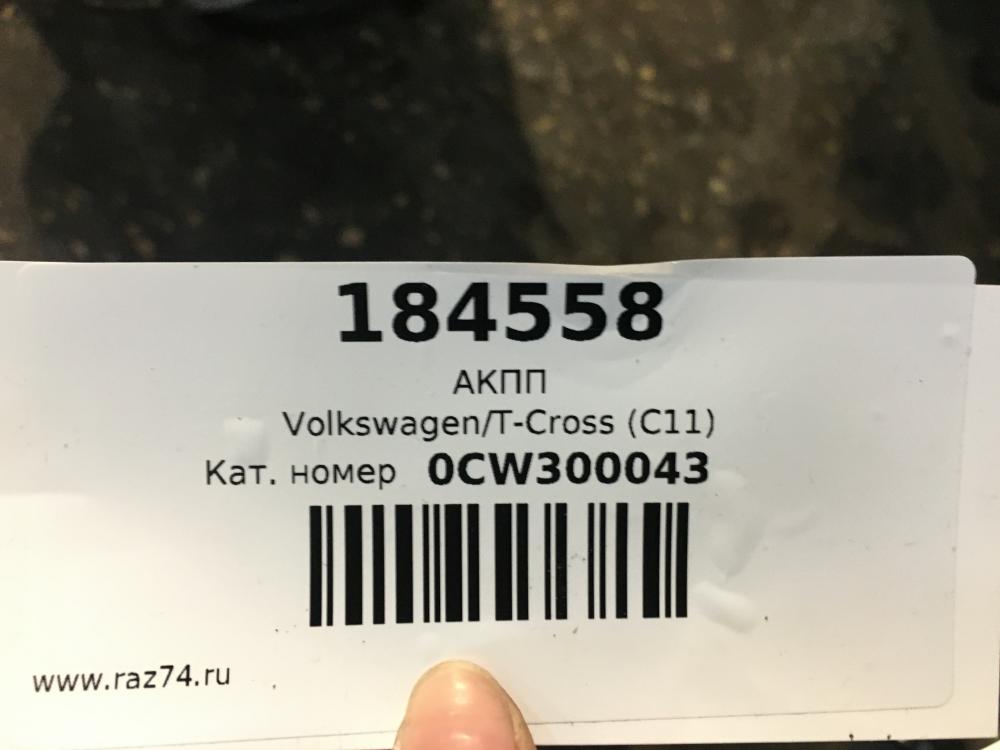 184558
АКПП
Volkswagen/T-Cross (C11)
Кат. номер 0CW300043
www.raz74.ru